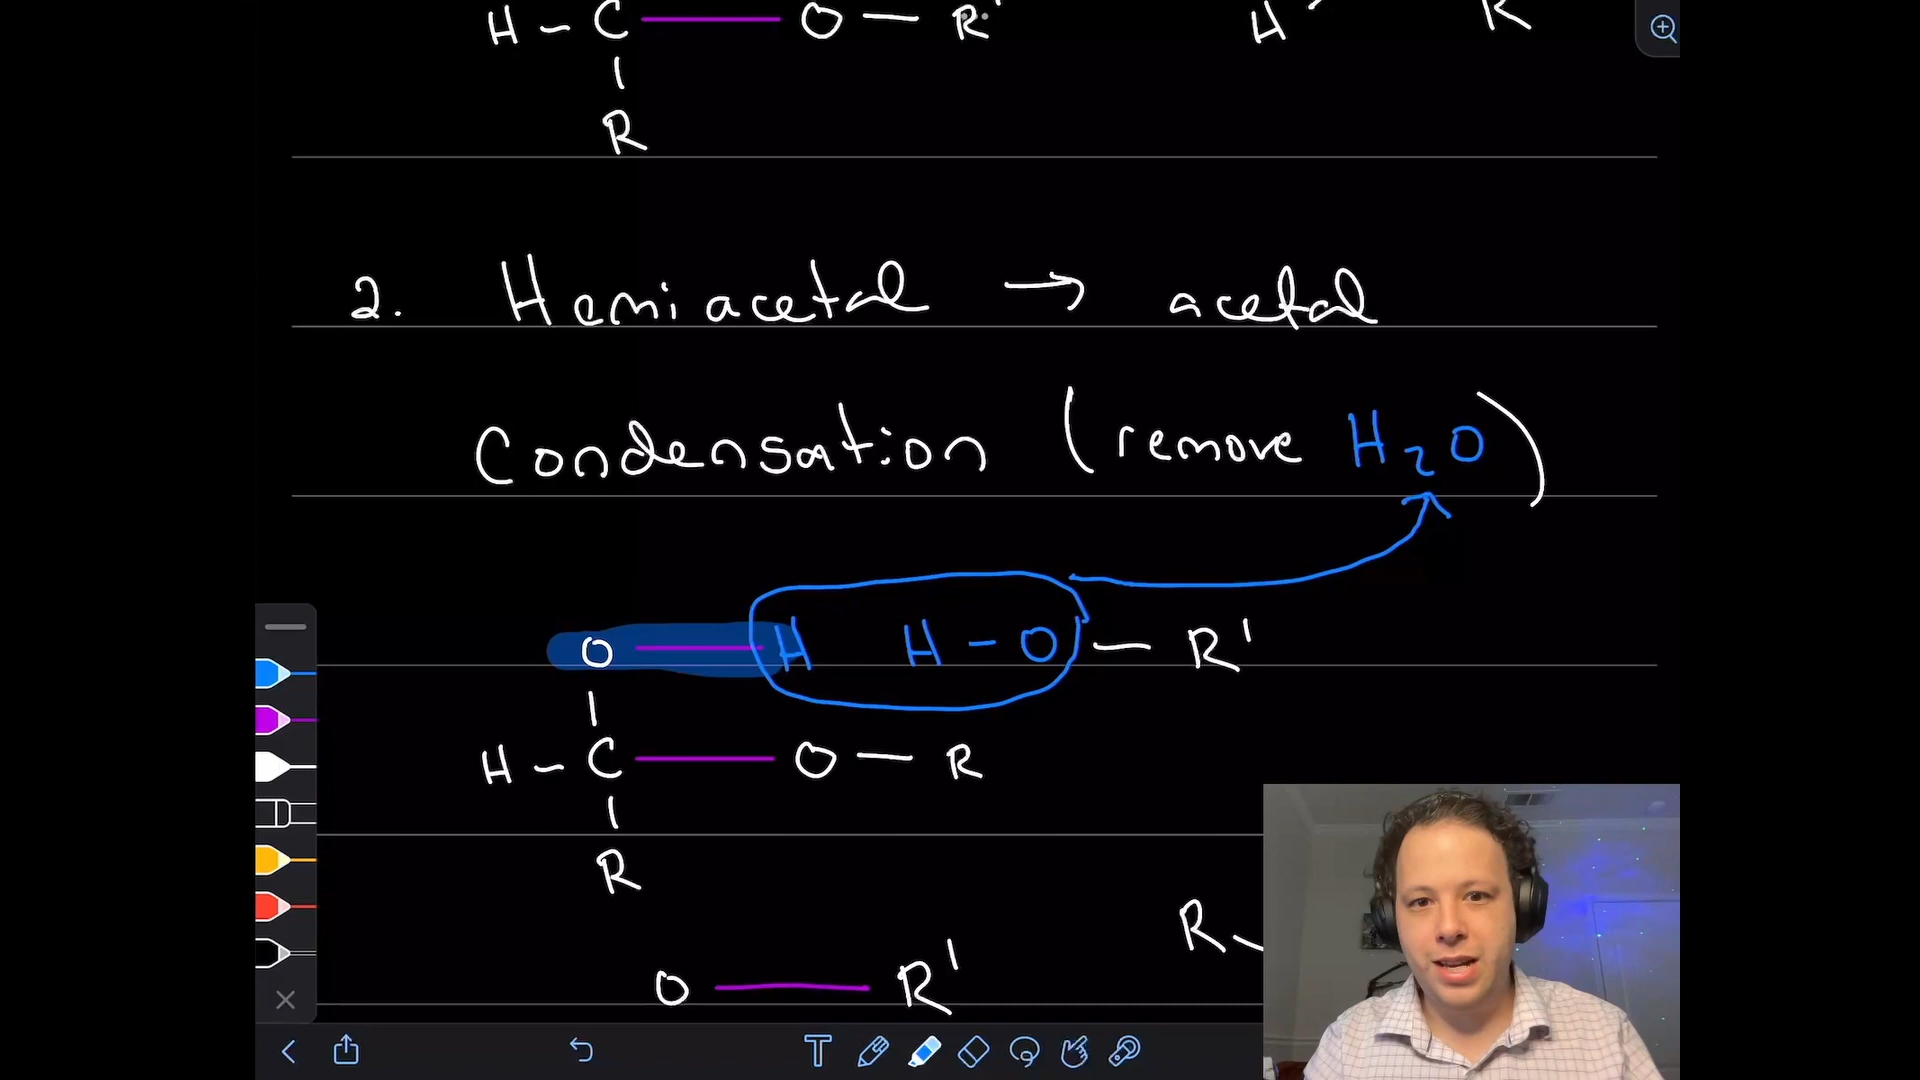 H - C — O — R' H R
R
2. Hemiacetal → acetal
Condensation (remove H2O)
O — H H - O — R'
H - C — O — R
R
R
O — R'
T